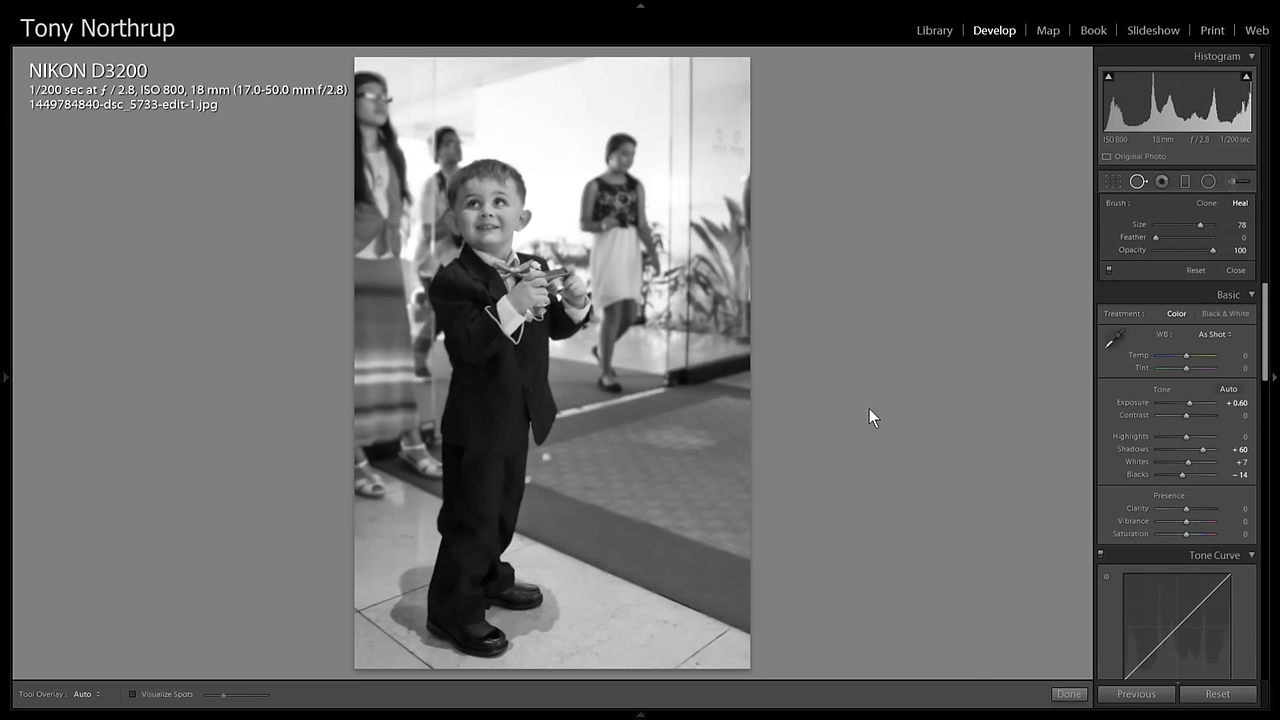 Tony Northrup
Library | Develop | Map | Book | Slideshow | Print | Web
NIKON D3200
1/200 sec at ƒ / 2.8, ISO 800, 18 mm (17.0-50.0 mm f/2.8)
1449784840-dsc_5733-edit-1.jpg
Histogram
ISO 800 18 mm ƒ / 2.8 1/200 sec
Original Photo
Brush : Clone Heal
Size 78
Feather 0
Opacity 100
Reset Close
Basic
Treatment : Color Black & White
WB : As Shot
Temp 0
Tint 0
Tone Auto
Exposure + 0.60
Contrast 0
Highlights 0
Shadows + 60
Whites + 7
Blacks – 14
Presence
Clarity 0
Vibrance 0
Saturation 0
Tone Curve
Tool Overlay : Auto Visualize Spots Done
Previous Reset